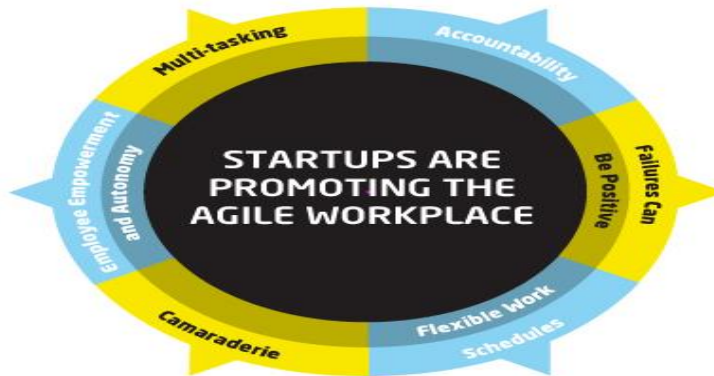 STARTUPS ARE
PROMOTING THE
AGILE WORKPLACE
Multi-tasking
Accountability
Failures Can
Be Positive
Flexible Work
Schedules
Camaraderie
Employee Empowerment
and Autonomy